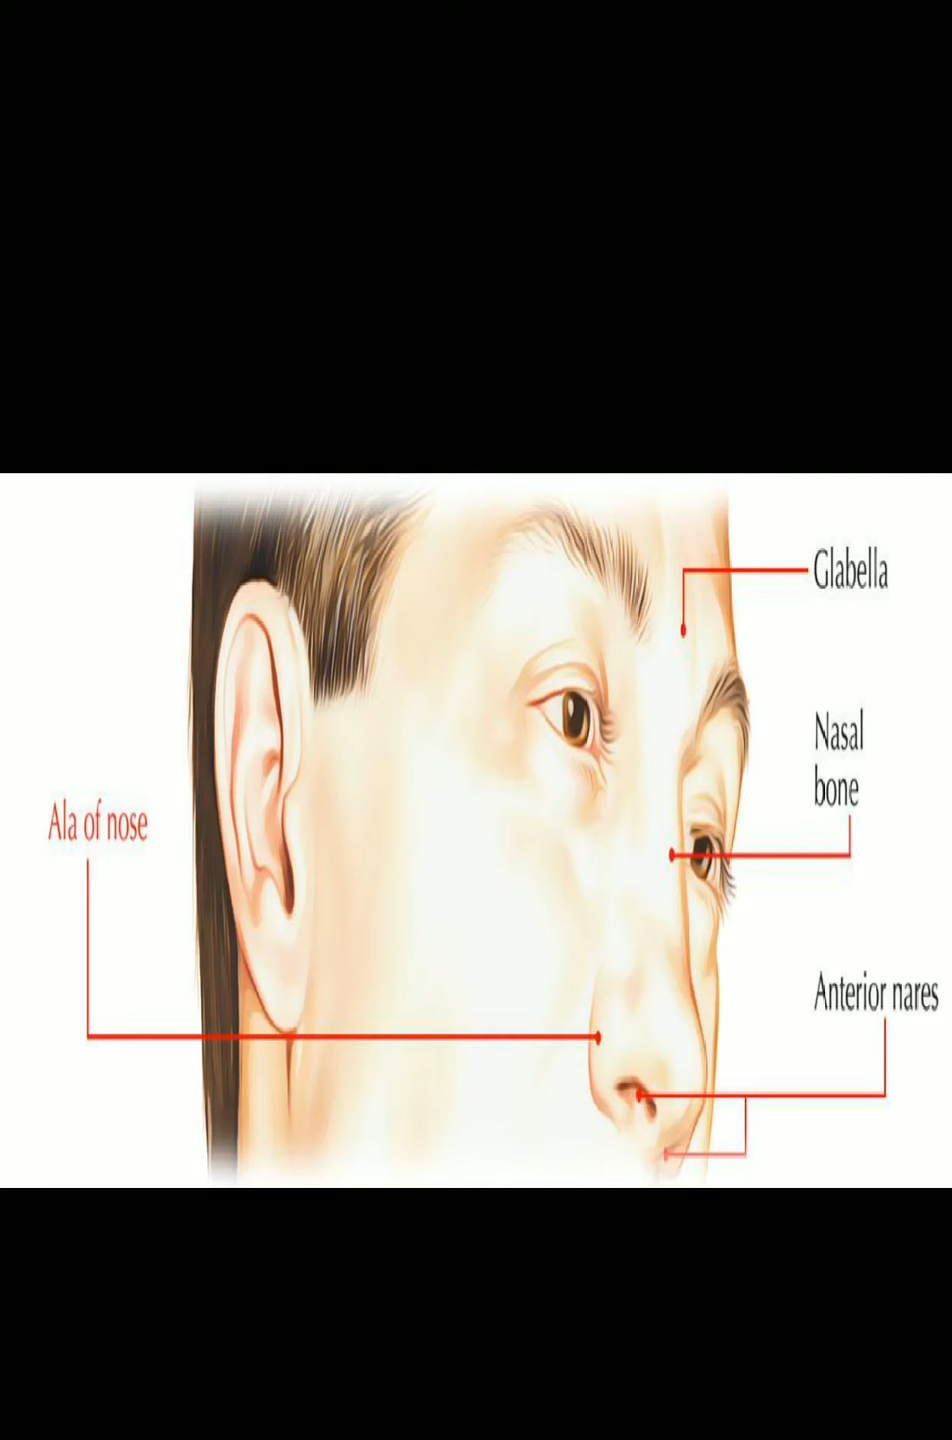 Glabella
Nasal
bone
Ala of nose
Anterior nares